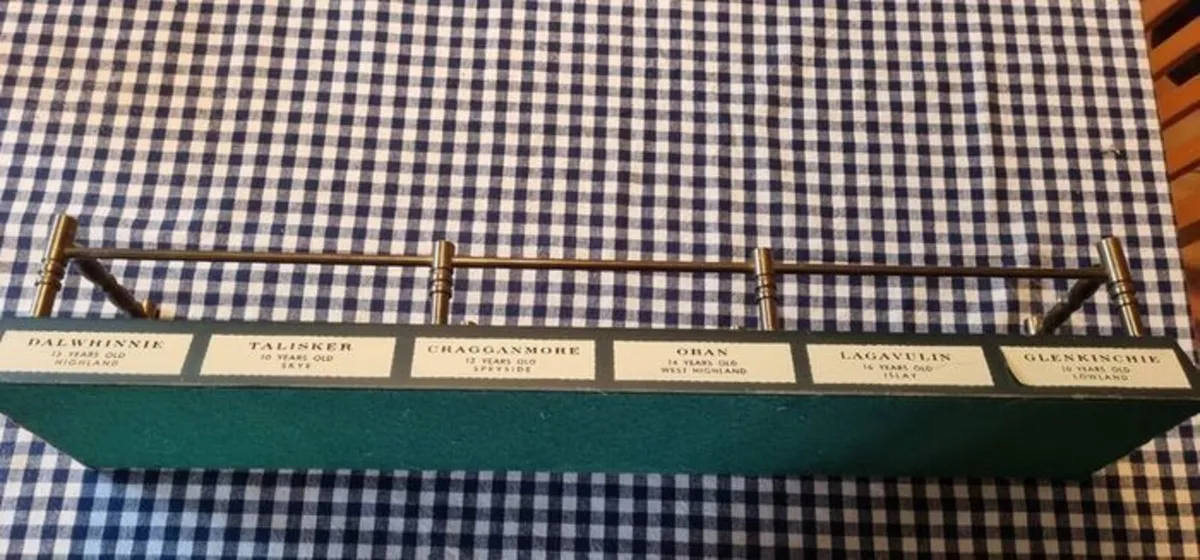 DALWHINNIE
15 YEARS OLD
HIGHLAND
TALISKER
10 YEARS OLD
SKYE
CRAGGANMORE
12 YEARS OLD
SPEYSIDE
OBAN
14 YEARS OLD
WEST HIGHLAND
LAGAVULIN
16 YEARS OLD
ISLAY
GLENKINCHIE
10 YEARS OLD
LOWLAND